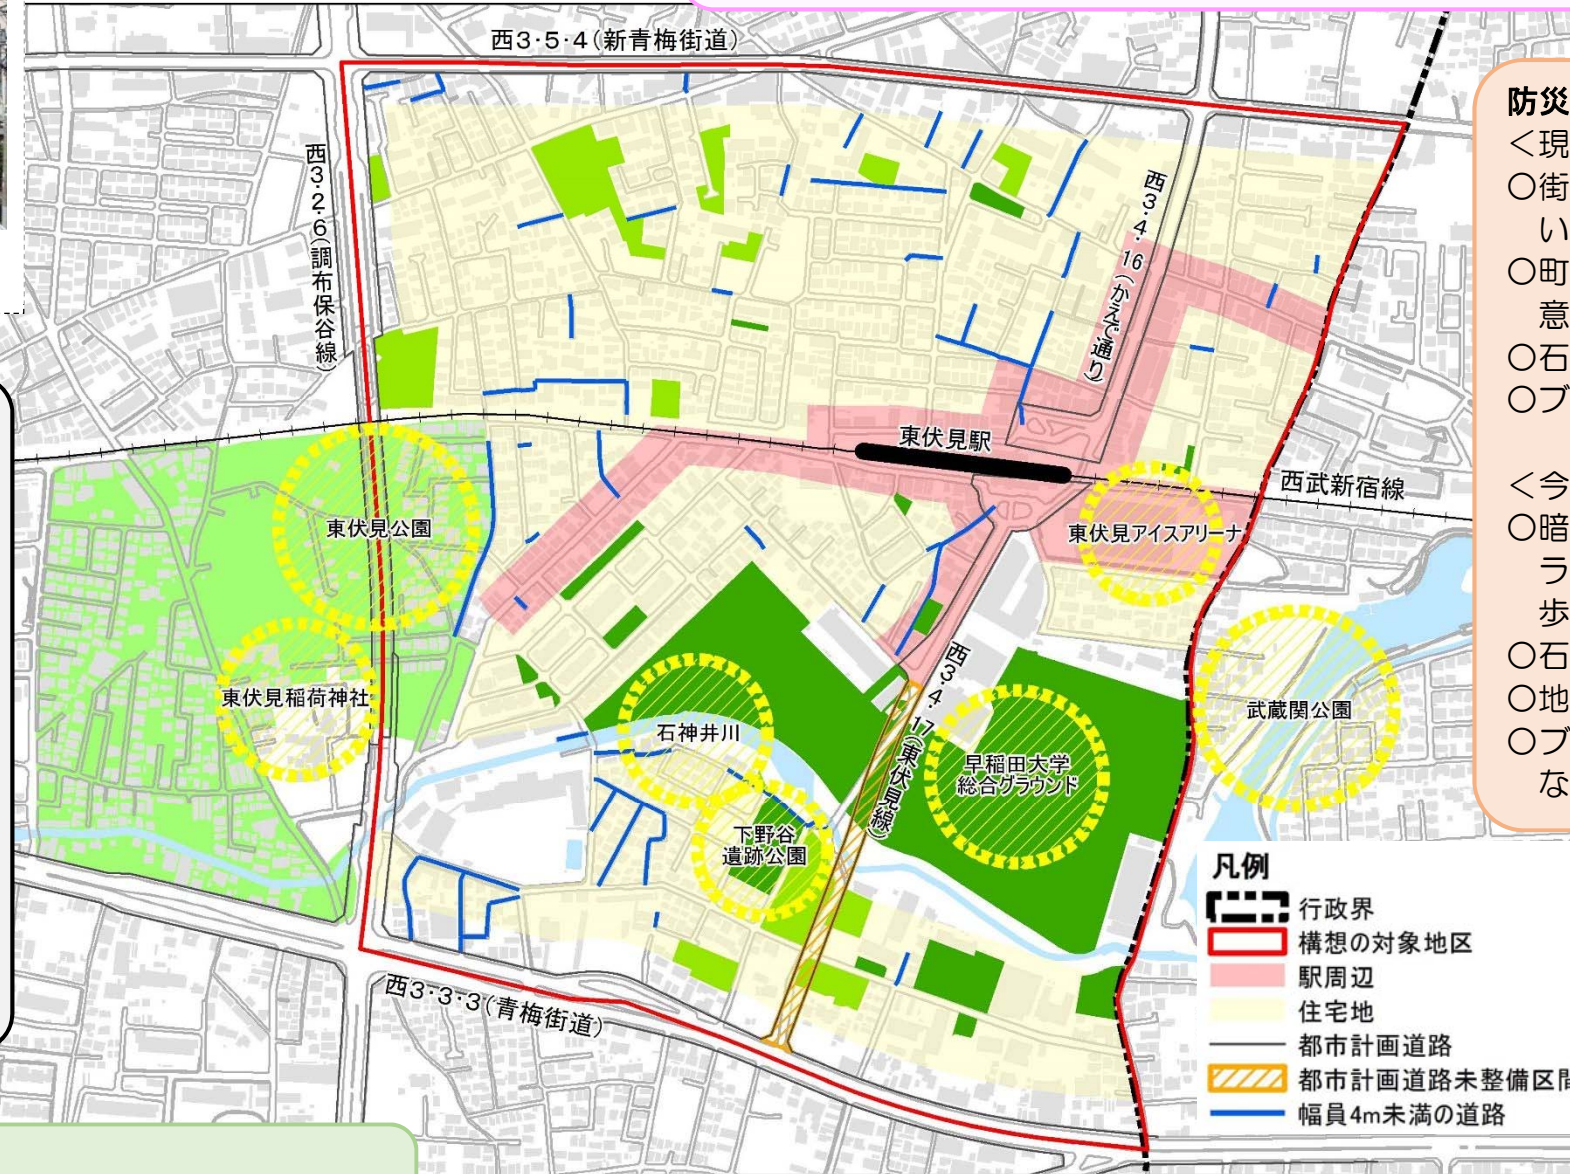 西3・5・4(新青梅街道)
西3・2・6(調布保谷線)
西3・4・16(かえで通り)
東伏見駅
西武新宿線
東伏見公園
東伏見アイスアリーナ
東伏見稲荷神社
石神井川
西3・4・17(東伏見線)
早稲田大学
総合グラウンド
武蔵関公園
下野谷
遺跡公園
西3・3・3(青梅街道)
防災
<現
○街
い
○町
意
○石
○ブ
<今
○暗
ラ
歩
○石
○地
○ブ
な
凡例
行政界
構想の対象地区
駅周辺
住宅地
都市計画道路
都市計画道路未整備区間
幅員4m未満の道路